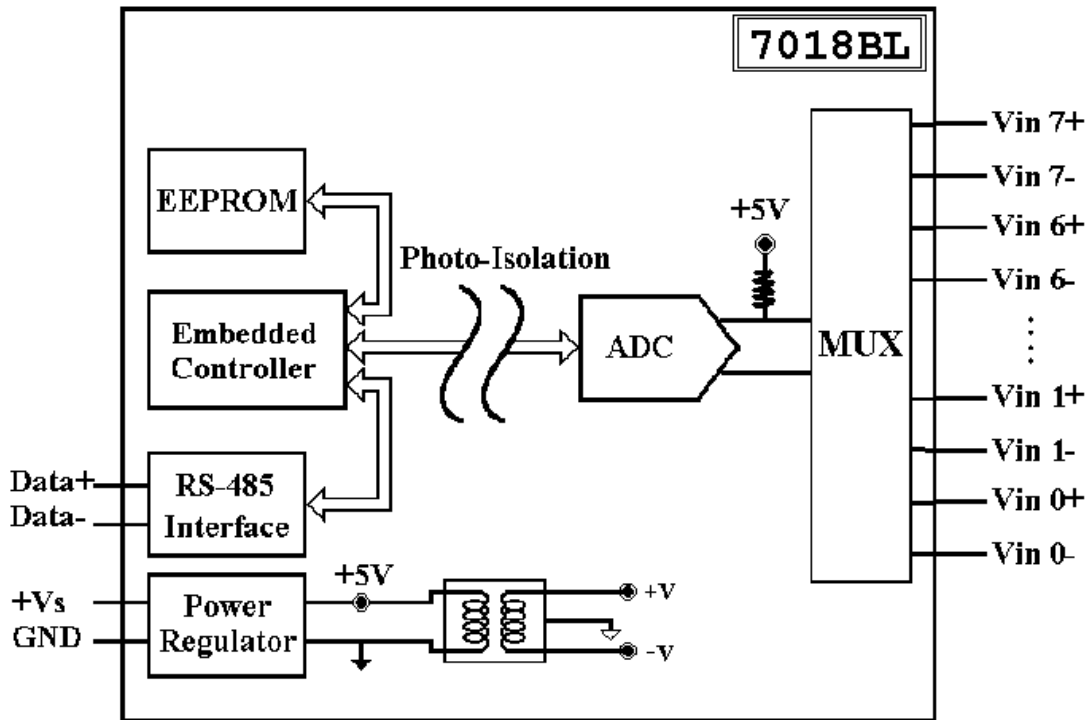 7018BL
EEPROM
Embedded
Controller
RS-485
Interface
Power
Regulator
Data+
Data-
+Vs
GND
Photo-Isolation
ADC
+5V
MUX
+5V
+V
-V
Vin 7+
Vin 7-
Vin 6+
Vin 6-
.....
Vin 1+
Vin 1-
Vin 0+
Vin 0-